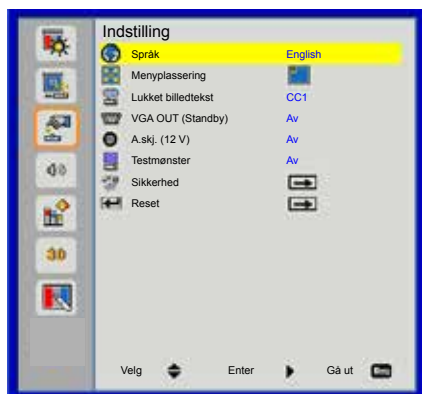 Indstilling
Språk English
Menyplassering
Lukket billedtekst CC1
VGA OUT (Standby) Av
A.skj. (12 V) Av
Testmønster Av
Sikkerhed
Reset
3D
Velg Enter Gå ut